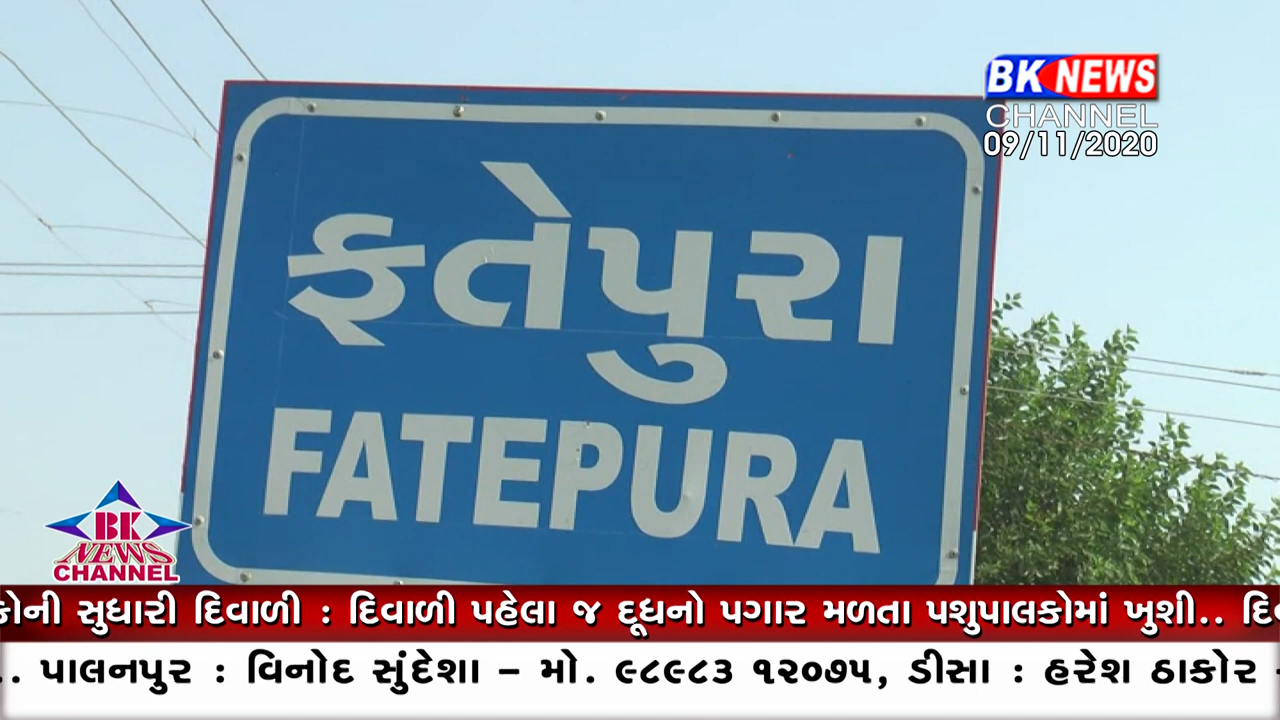 BK NEWS
CHANNEL
09/11/2020
ફતેપુરા
FATEPURA
BK
NEWS
CHANNEL
સુધારી દિવાળી : દિવાળી પહેલા જ દૂધનો પગાર મળતા પશુપાલકોમાં ખુશી..
.. પાલનપુર : વિનોદ સુંદેશા – મો. ૯૮૯૮૩ ૧૨૦૭૫, ડીસા : હરેશ ઠાકોર